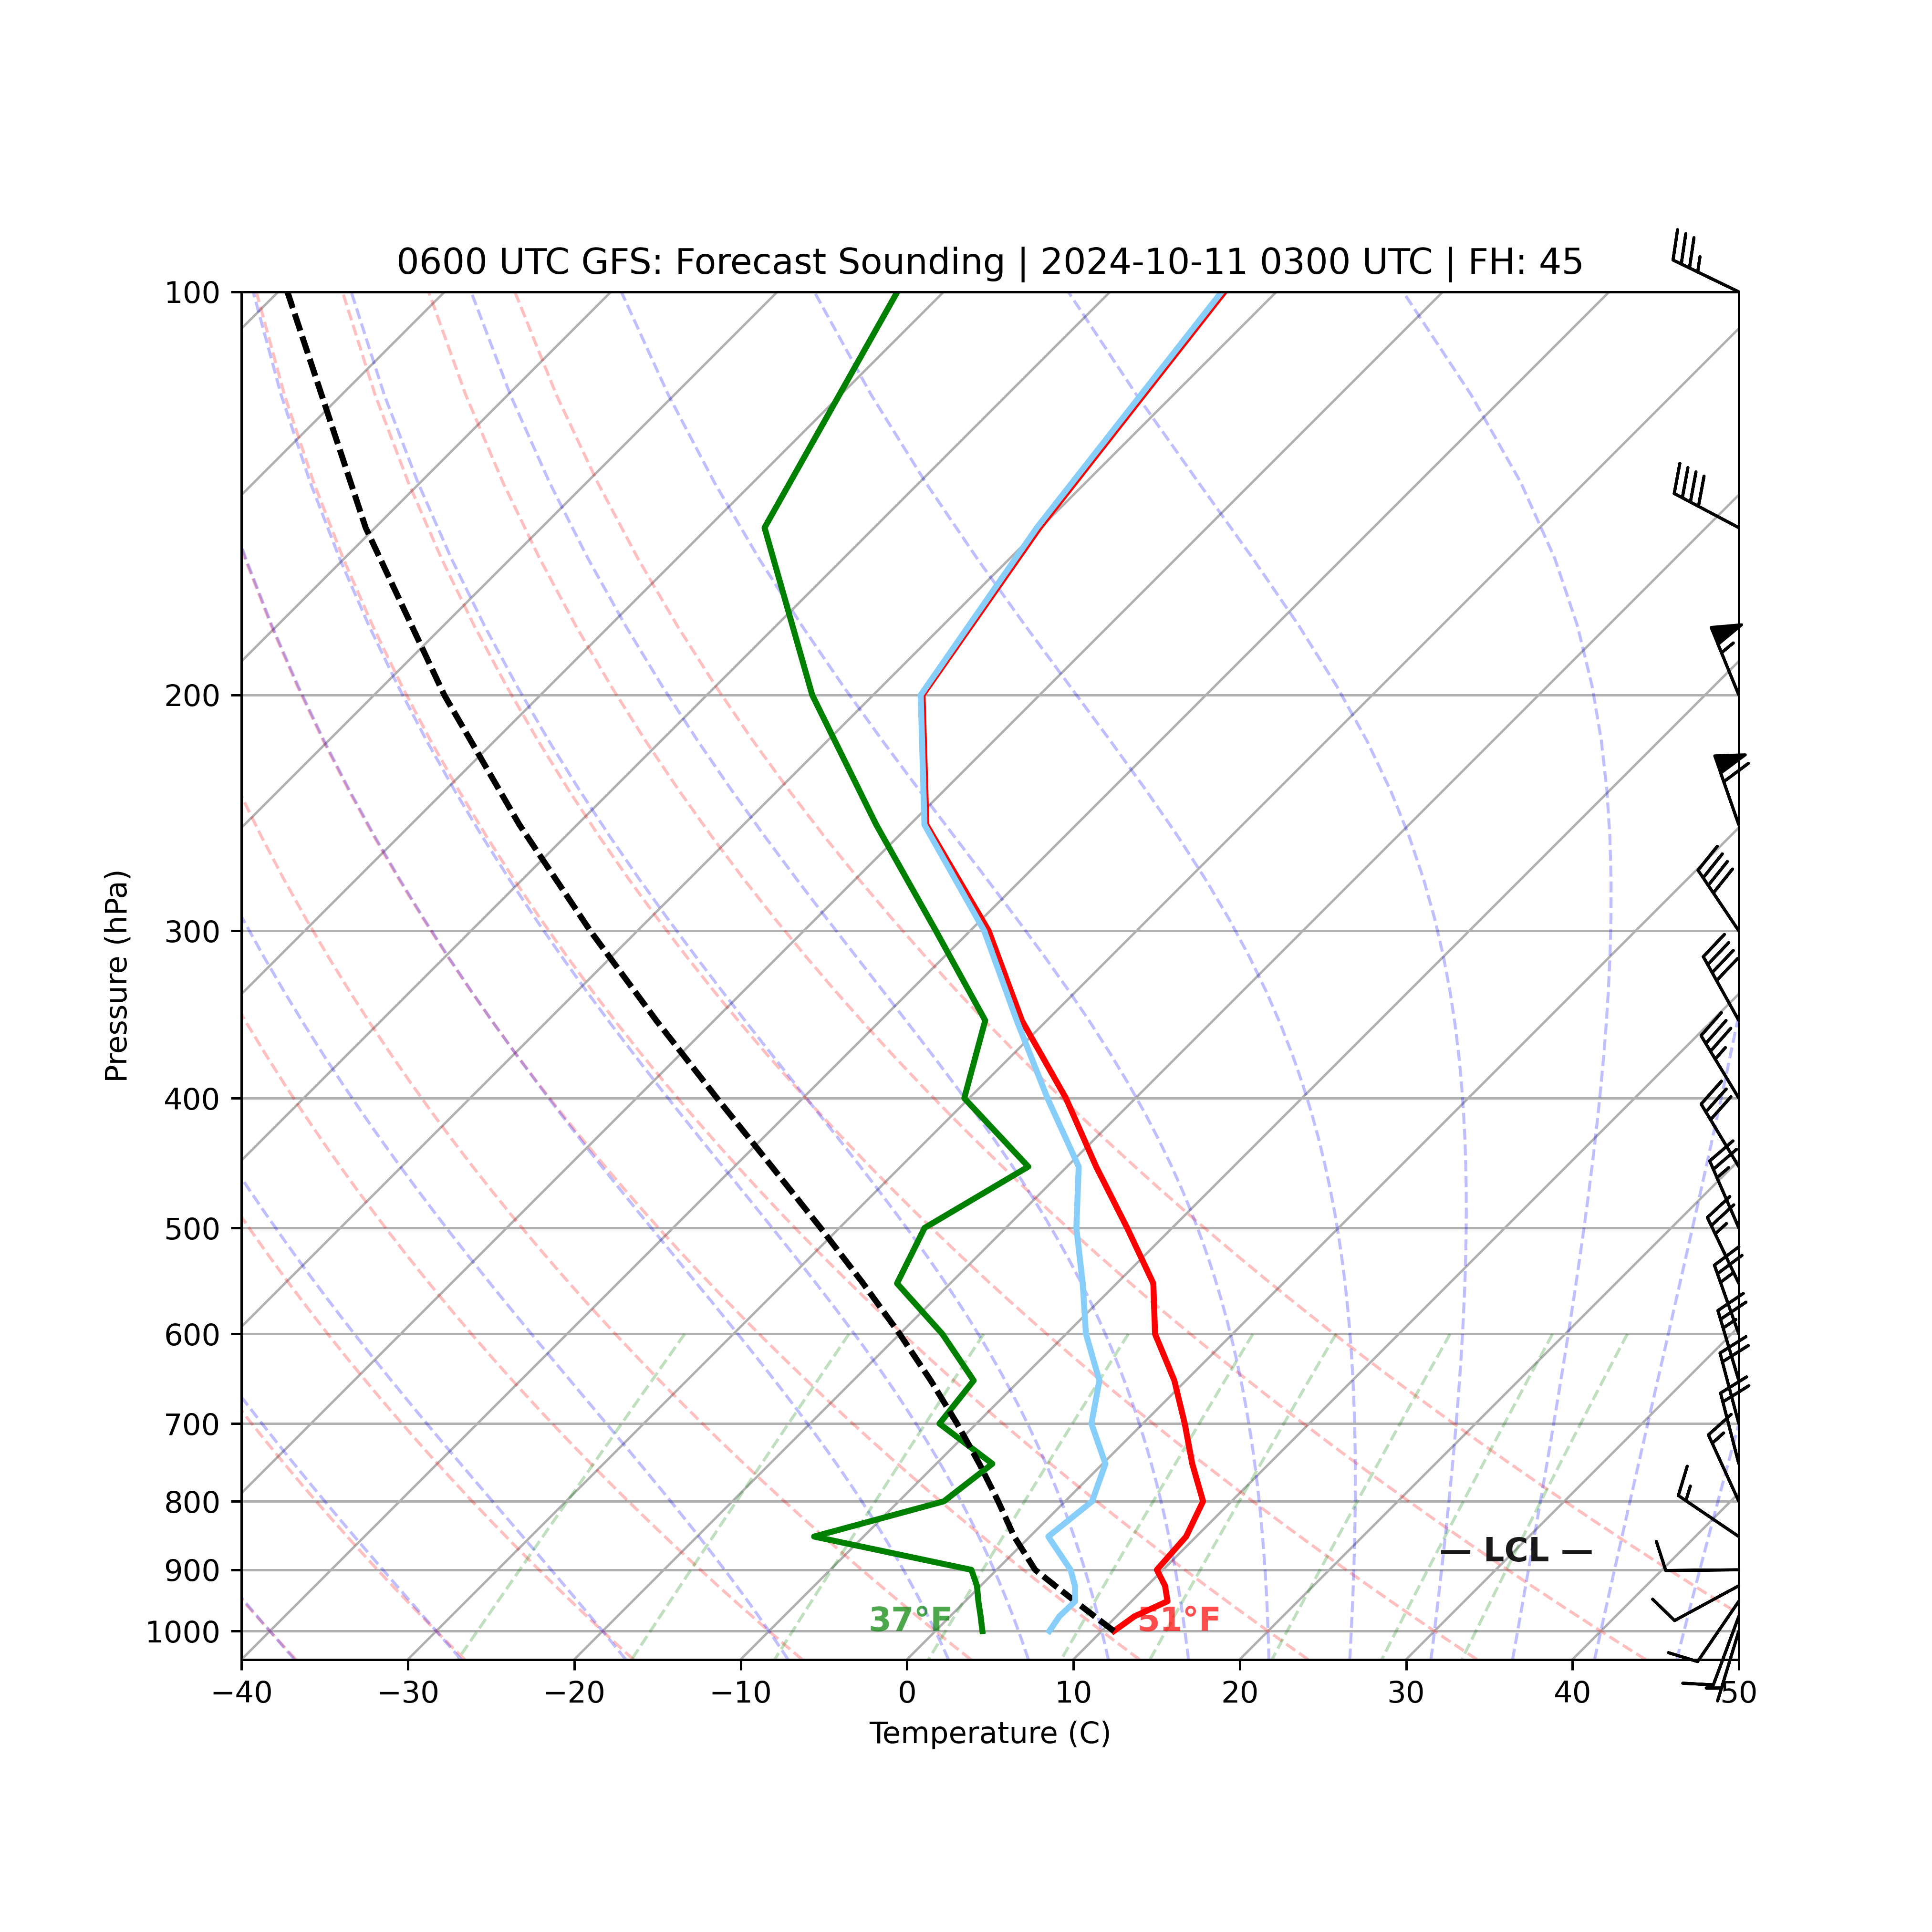 0600 UTC GFS: Forecast Sounding | 2024-10-11 0300 UTC | FH: 45
100
200
300
400
500
600
700
800
900
1000
Pressure (hPa)
— LCL —
37°F
51°F
−40 −30 −20 −10 0 10 20 30 40 50
Temperature (C)